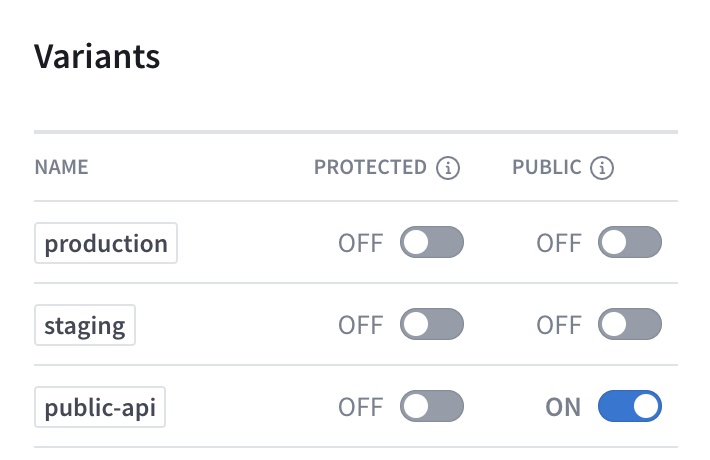 Variants
NAME PROTECTED PUBLIC
production OFF OFF
staging OFF OFF
public-api OFF ON